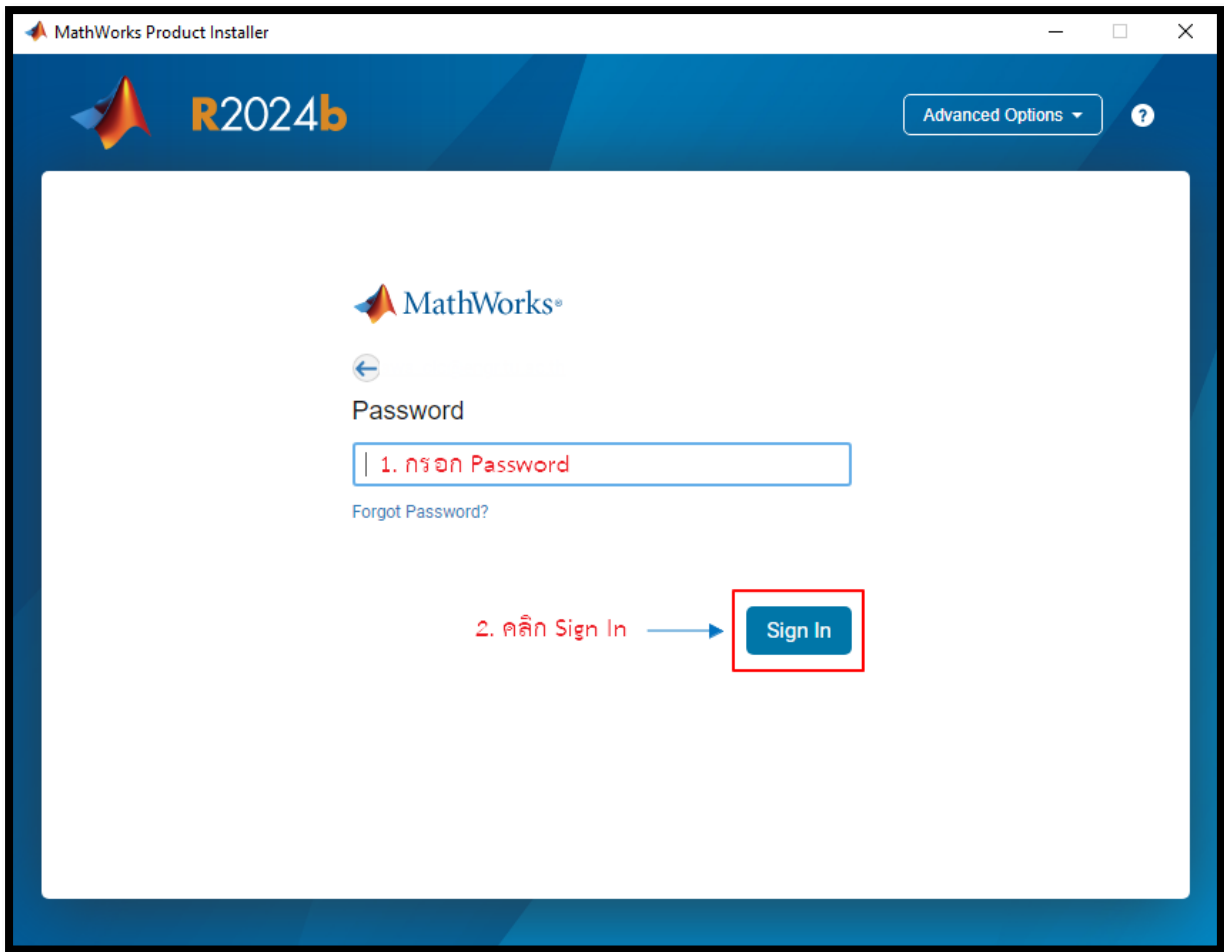 MathWorks Product Installer
R2024b
Advanced Options
?
MathWorks®
Password
1. กรอก Password
Forgot Password?
2. คลิก Sign In
Sign In